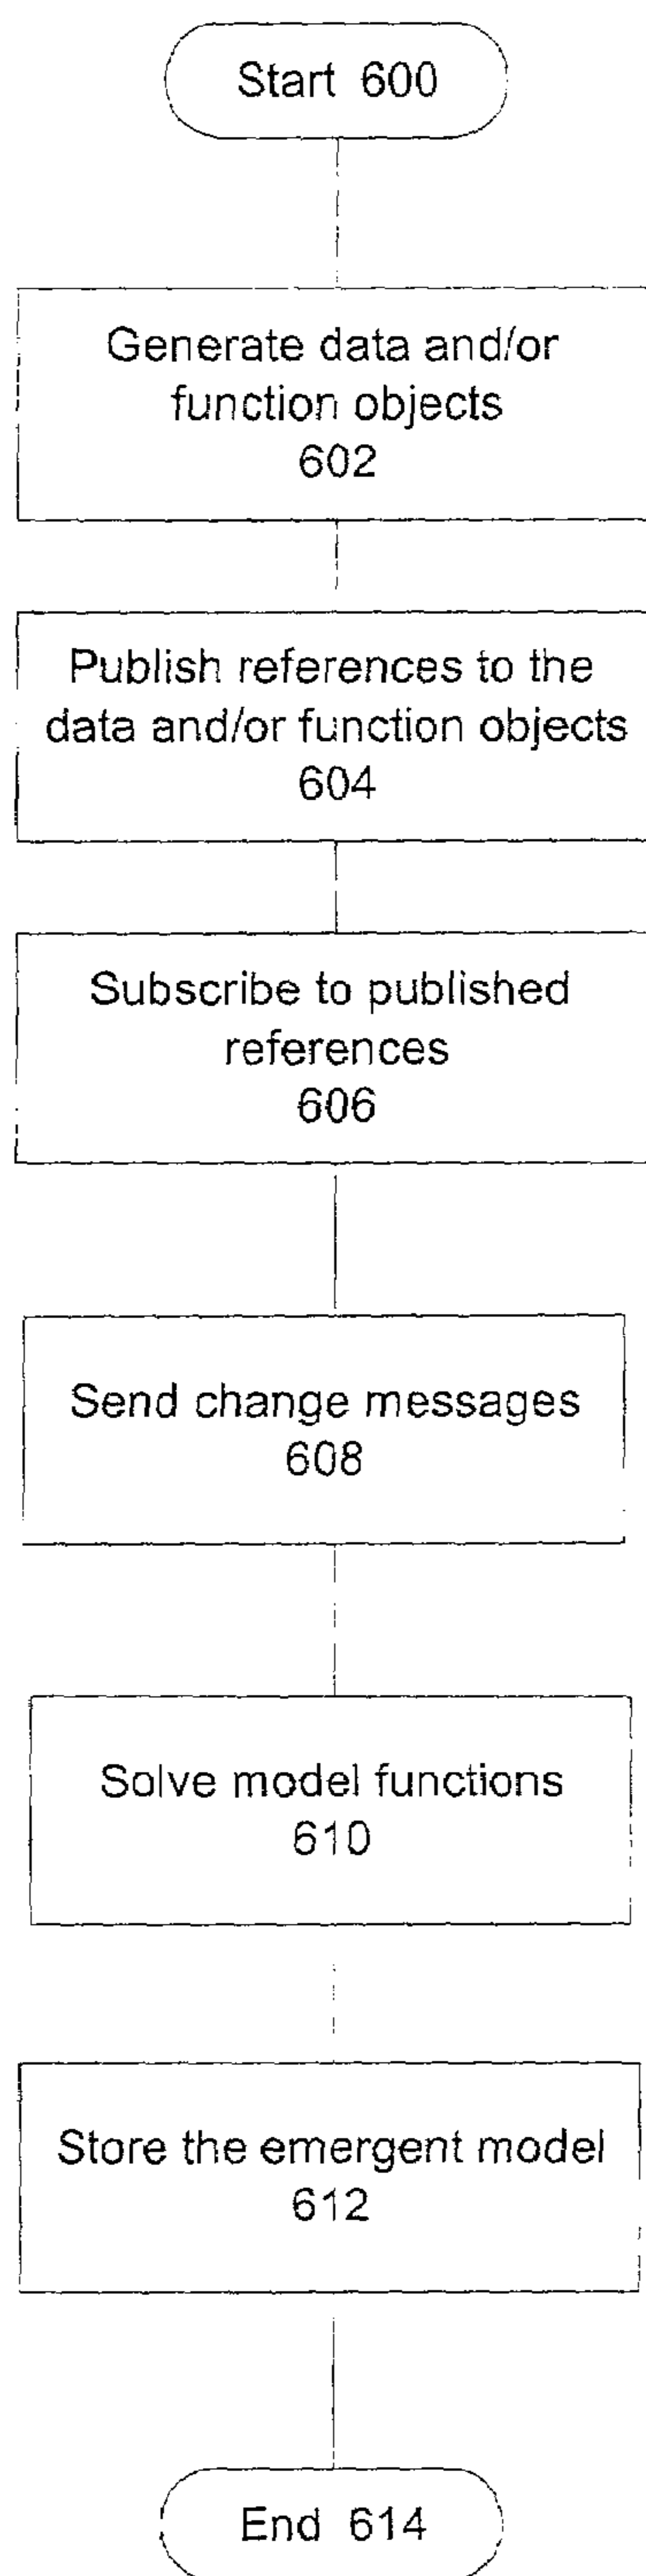 Start 600
Generate data and/or
function objects
602
Publish references to the
data and/or function objects
604
Subscribe to published
references
606
Send change messages
608
Solve model functions
610
Store the emergent model
612
End 614